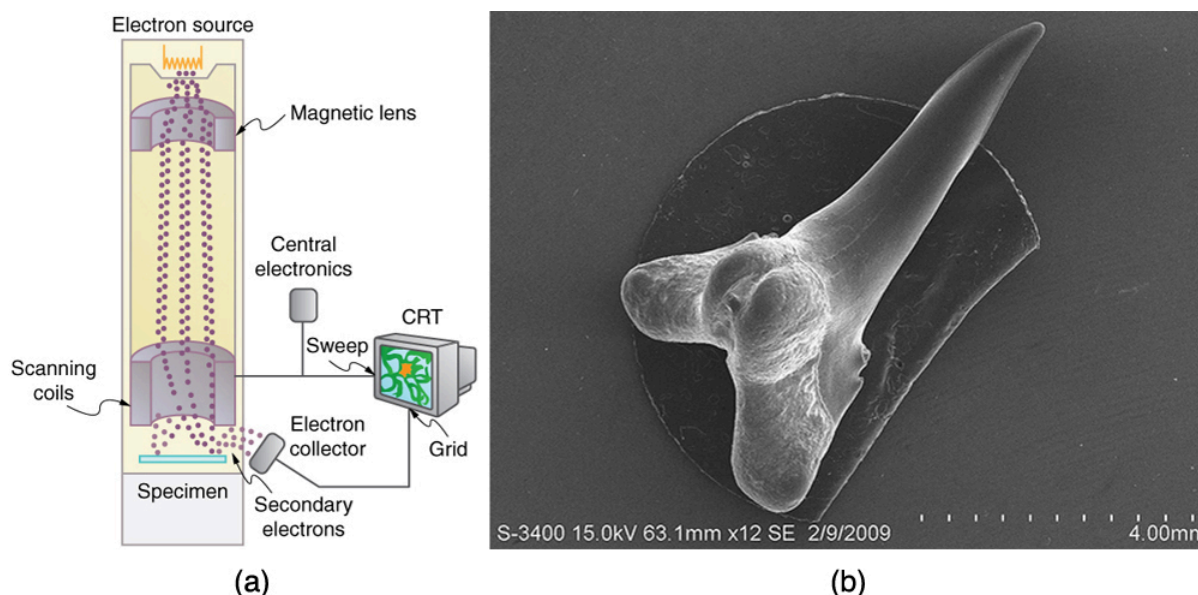 Electron source
Magnetic lens
Central
electronics
CRT
Sweep
Scanning
coils
Electron
collector
Grid
Specimen
Secondary
electrons
(a)
S-3400 15.0kV 63.1mm x12 SE 2/9/2009
4.00mm
(b)